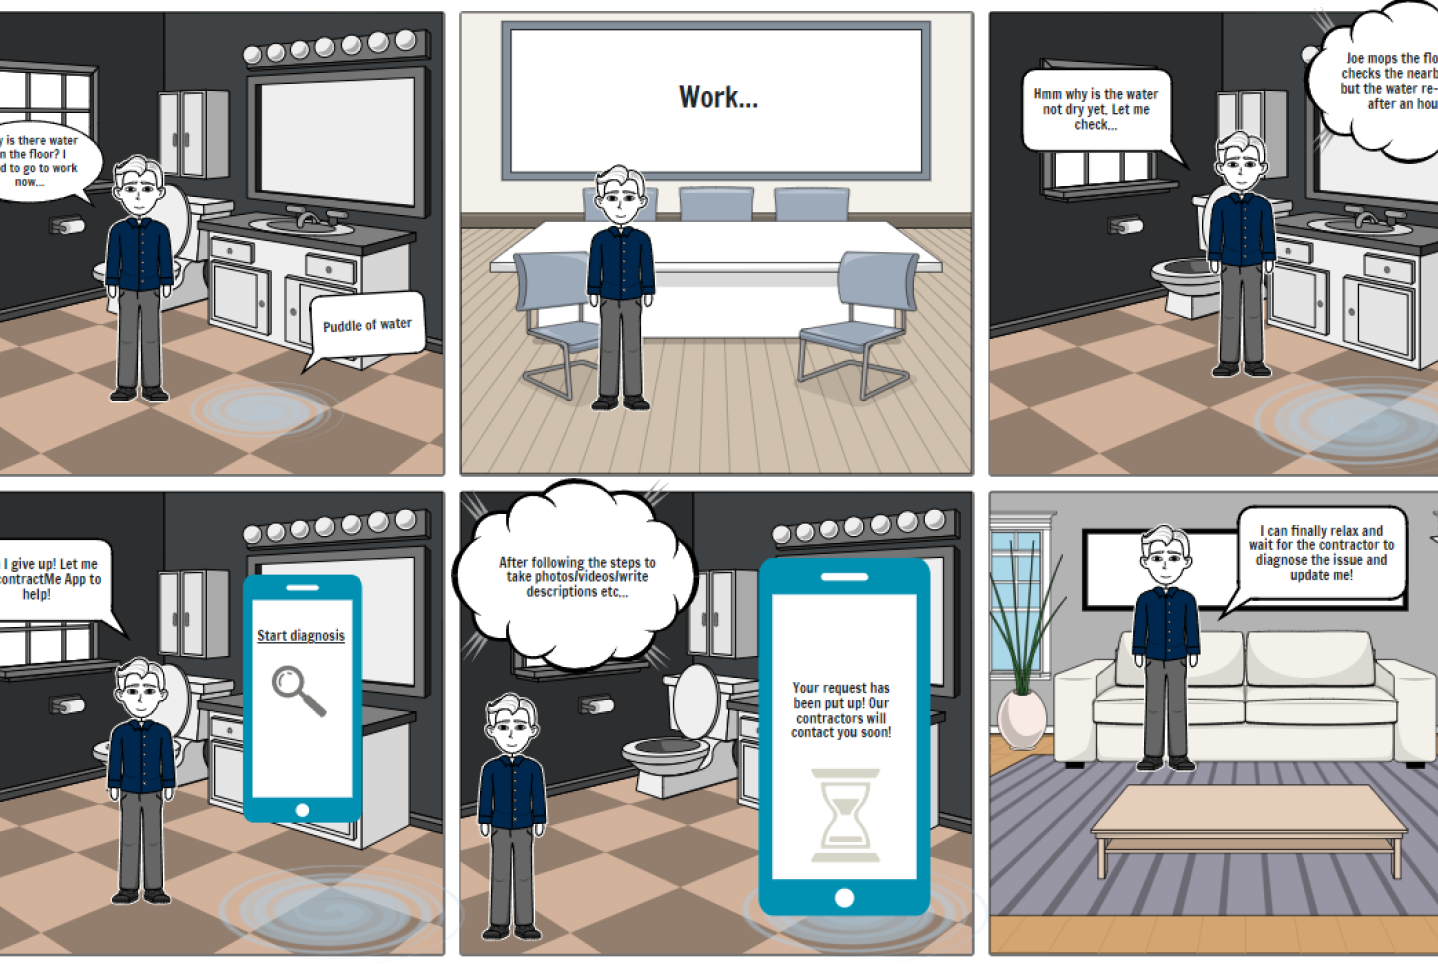 y is there water
n the floor? I
d to go to work
now...
Puddle of water
Work...
Hmm why is the water
not dry yet. Let me
check...
Joe mops the flo
checks the nearb
but the water re-
after an hou
I give up! Let me
contractMe App to
help!
Start diagnosis
After following the steps to
take photos/videos/write
descriptions etc...
Your request has
been put up! Our
contractors will
contact you soon!
I can finally relax and
wait for the contractor to
diagnose the issue and
update me!